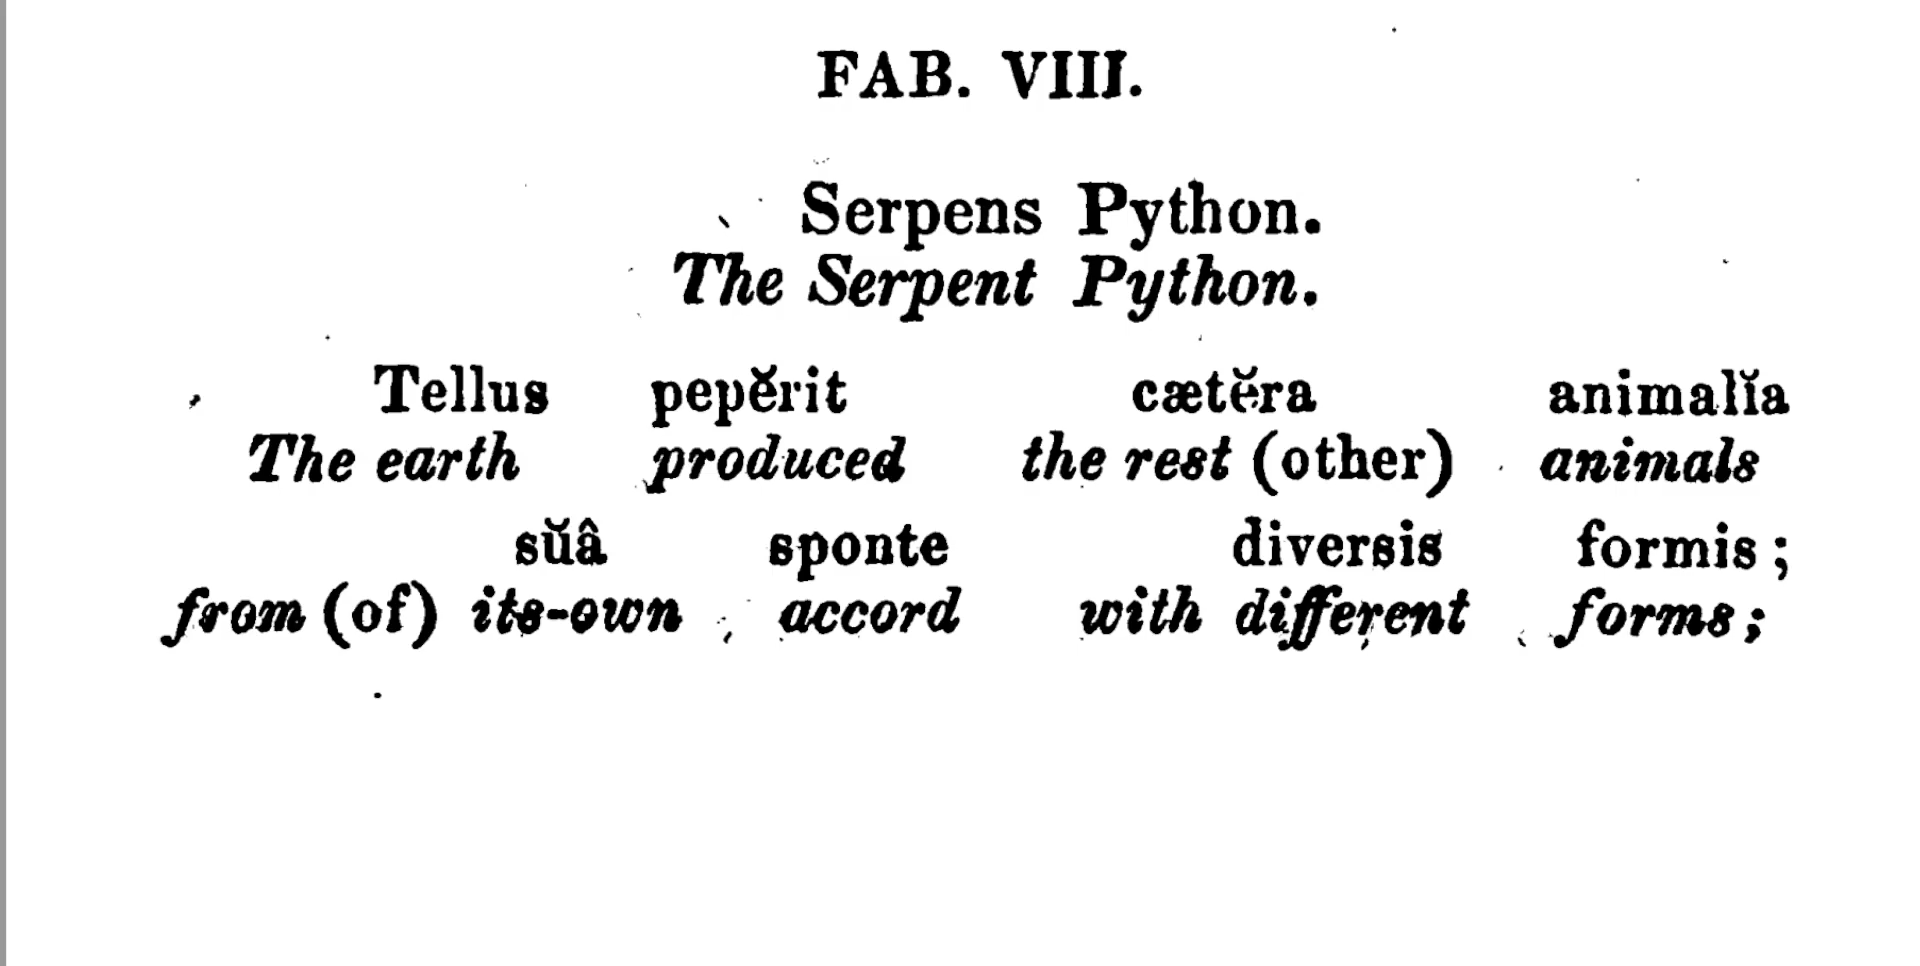 FAB. VIII.
Serpens Python.
The Serpent Python.
Tellus pepĕrit cætĕra animalĭa
The earth produced the rest (other) animals
sŭâ sponte diversis formis;
from (of) its-own accord with different forms;